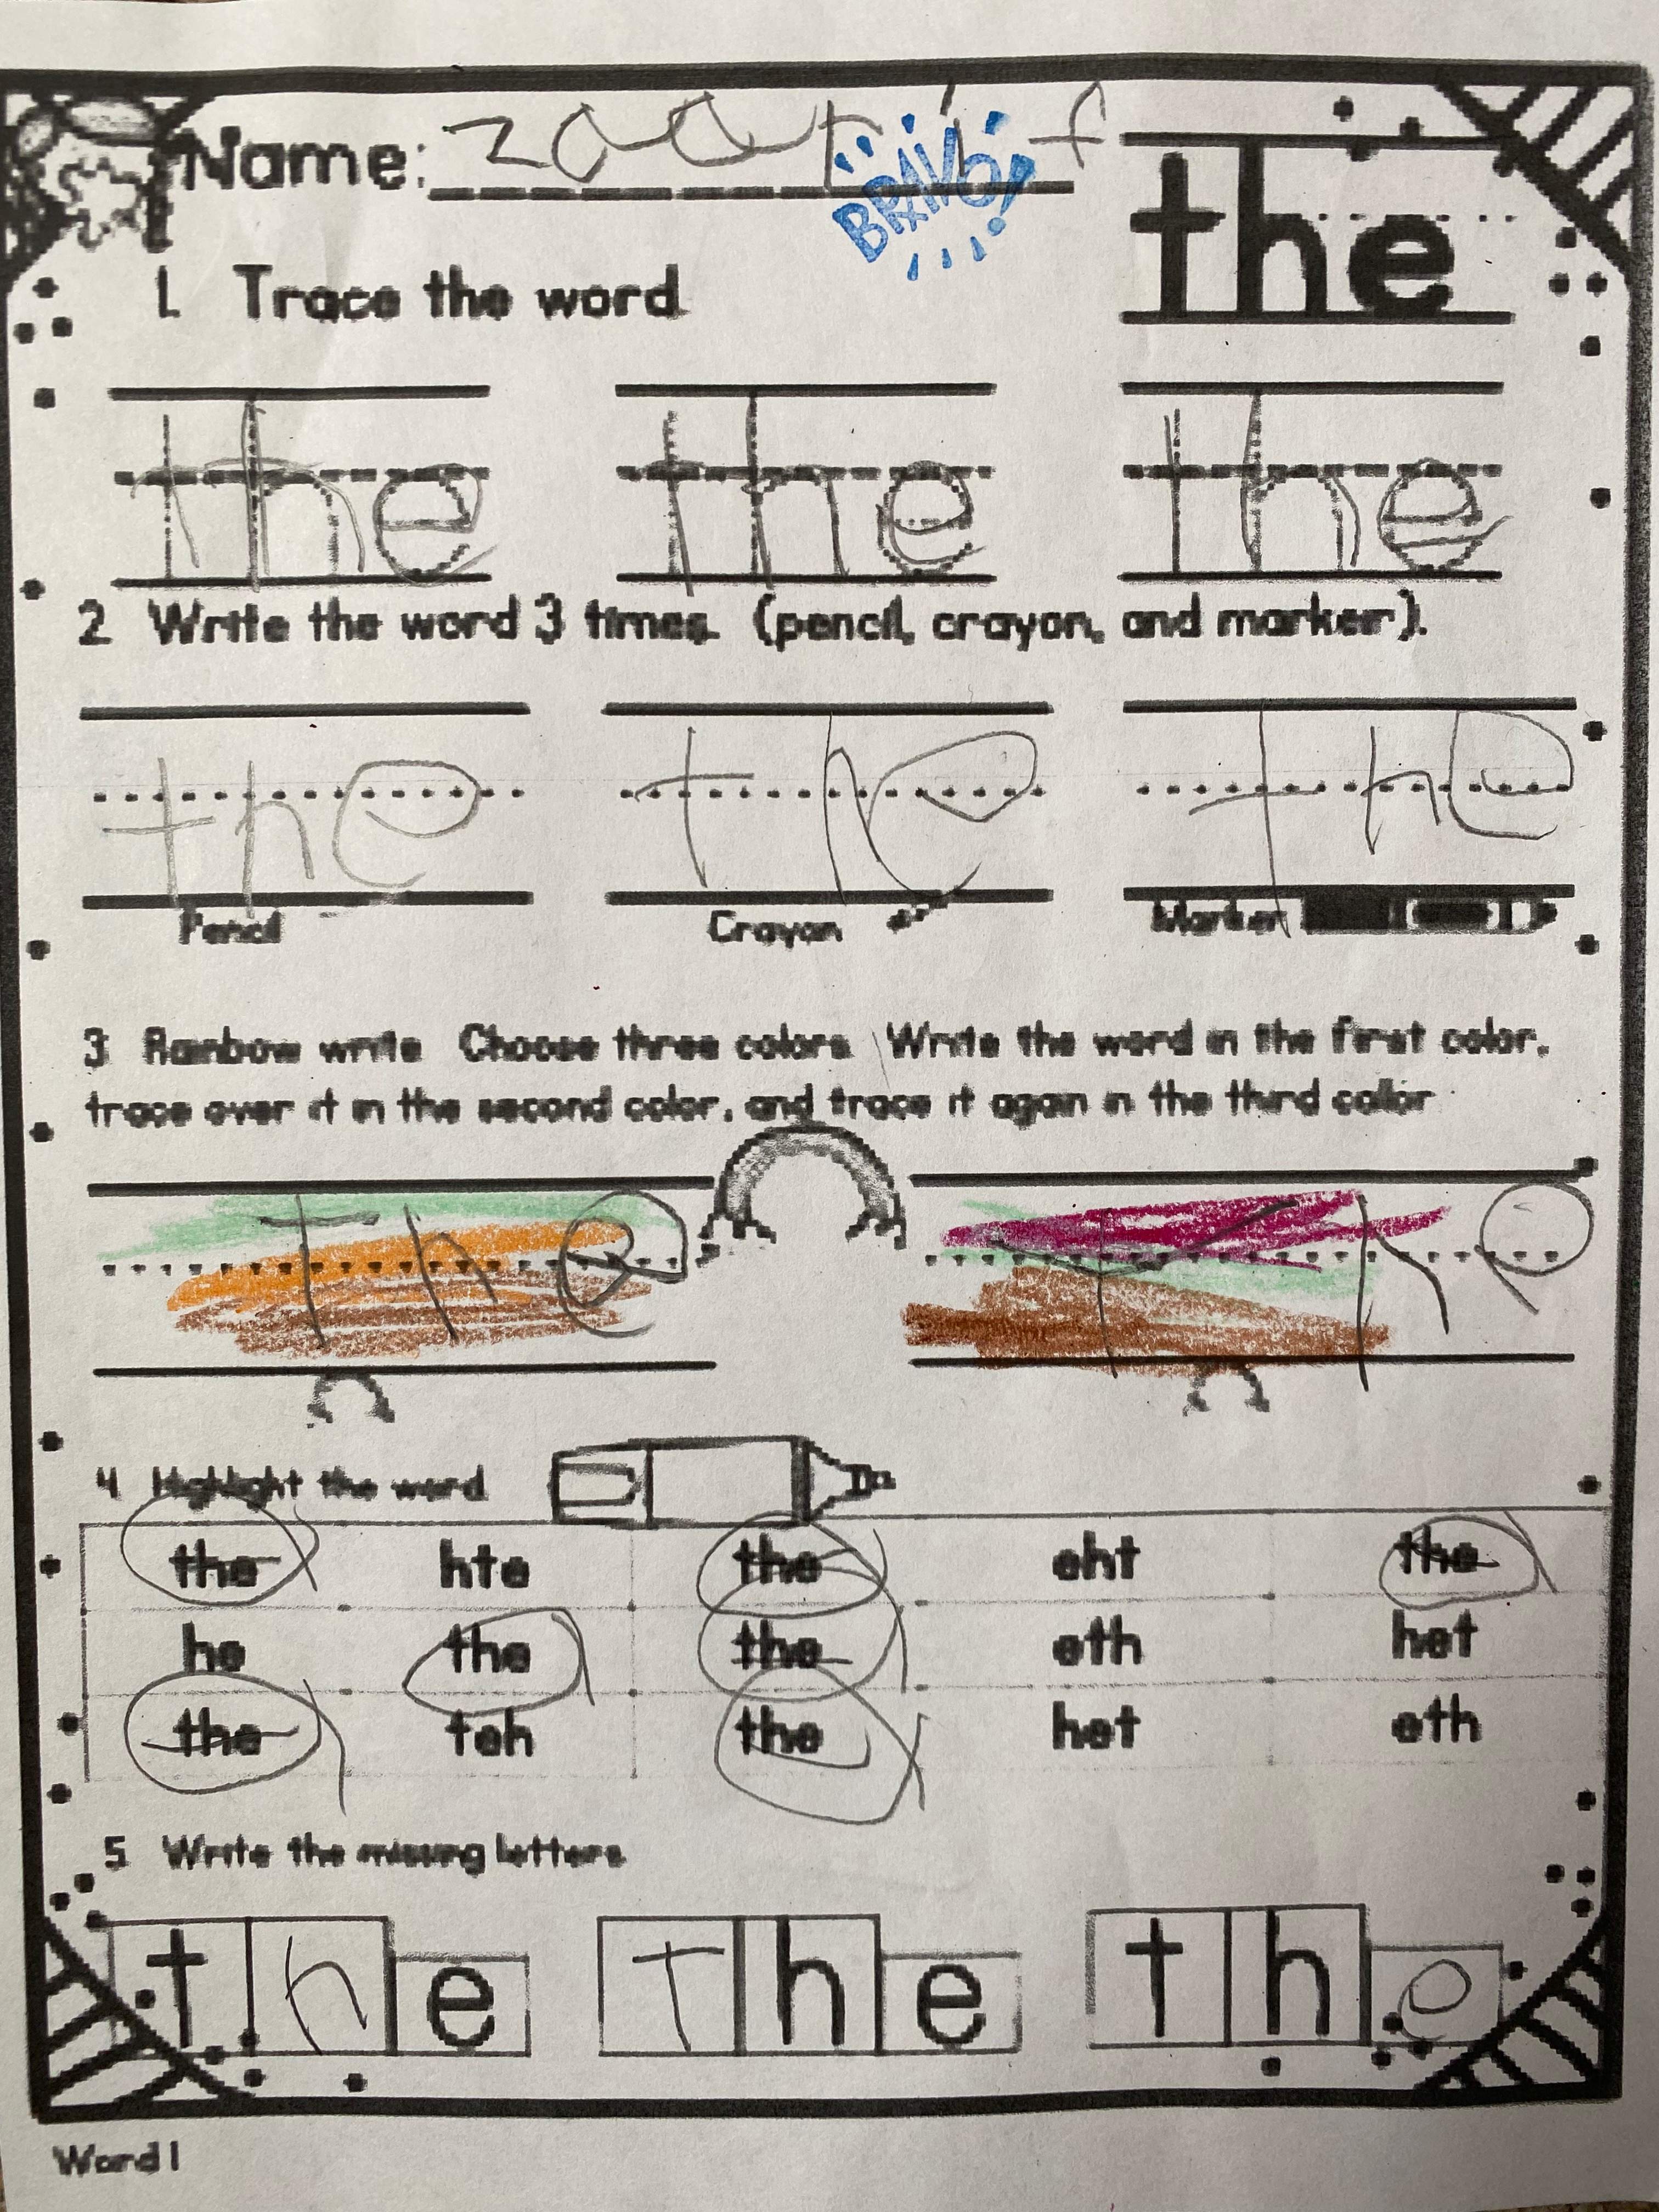 Name:
BRAVO!
the
1. Trace the word
the the the
2 Write the word 3 times. (pencil, crayon, and marker).
the the the
Pencil Crayon Marker
3 Rainbow write Choose three colors Write the word in the first color,
trace over it in the second color, and trace it again in the third collor
the the
4 Highlight the word
the hte the eht the
he the the eth het
the teh the het eth
5 Write the missing letters
the The the
Word 1